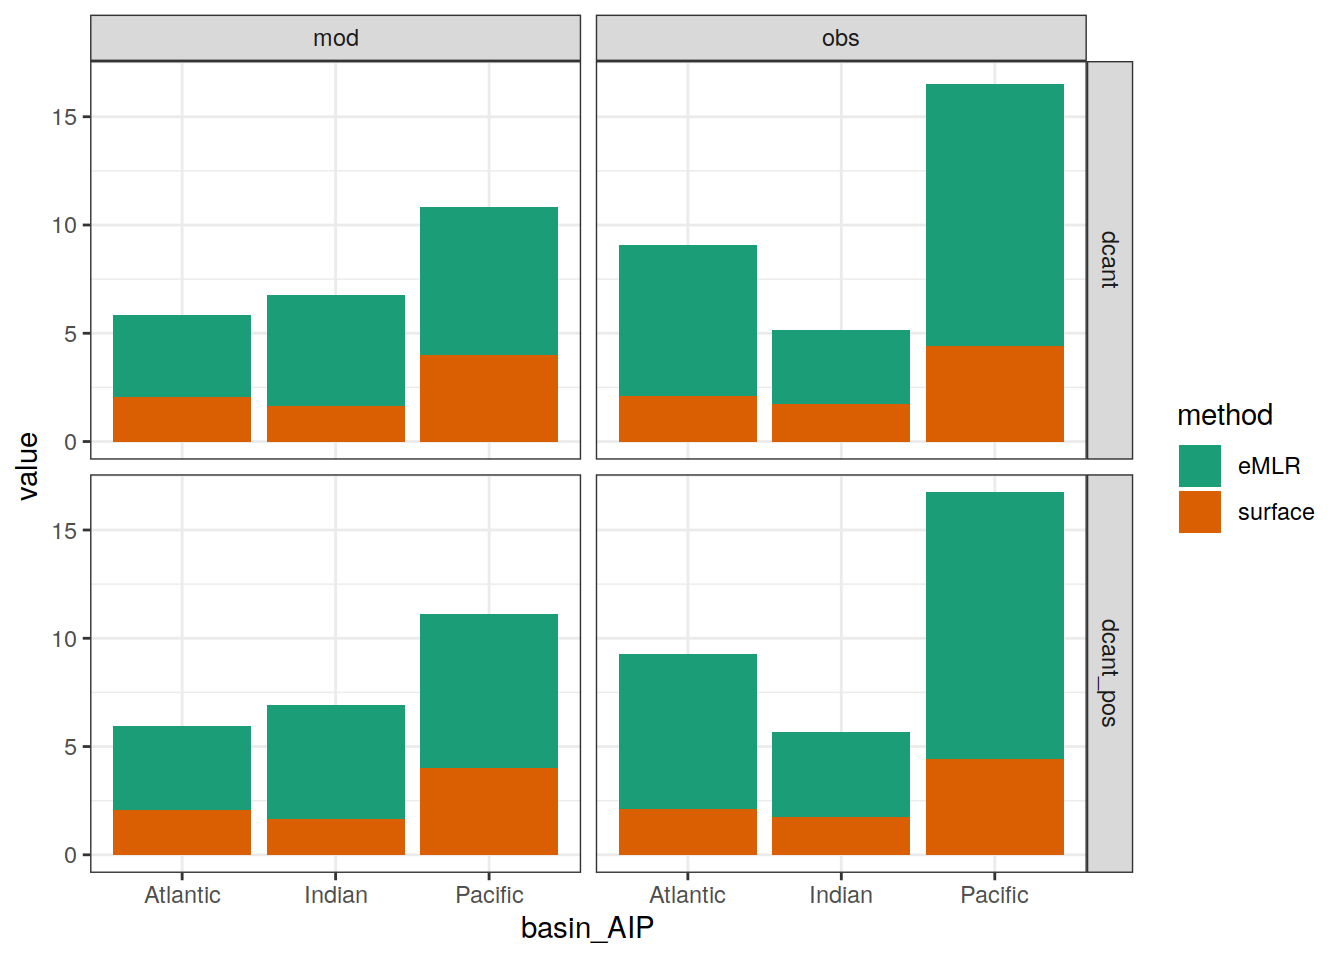 mod
obs
15
10
5
0
dcant
15
10
5
0
dcant_pos
value
Atlantic
Indian
Pacific
Atlantic
Indian
Pacific
basin_AIP
method
eMLR
surface